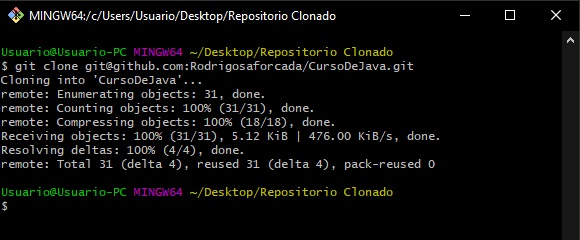 MINGW64:/c/Users/Usuario/Desktop/Repositorio Clonado
Usuario@Usuario-PC MINGW64 ~/Desktop/Repositorio Clonado
$ git clone git@github.com:Rodrigosaforcada/CursoDeJava.git
Cloning into 'CursoDeJava'...
remote: Enumerating objects: 31, done.
remote: Counting objects: 100% (31/31), done.
remote: Compressing objects: 100% (18/18), done.
Receiving objects: 100% (31/31), 5.12 KiB | 476.00 KiB/s, done.
Resolving deltas: 100% (4/4), done.
remote: Total 31 (delta 4), reused 31 (delta 4), pack-reused 0
Usuario@Usuario-PC MINGW64 ~/Desktop/Repositorio Clonado
$